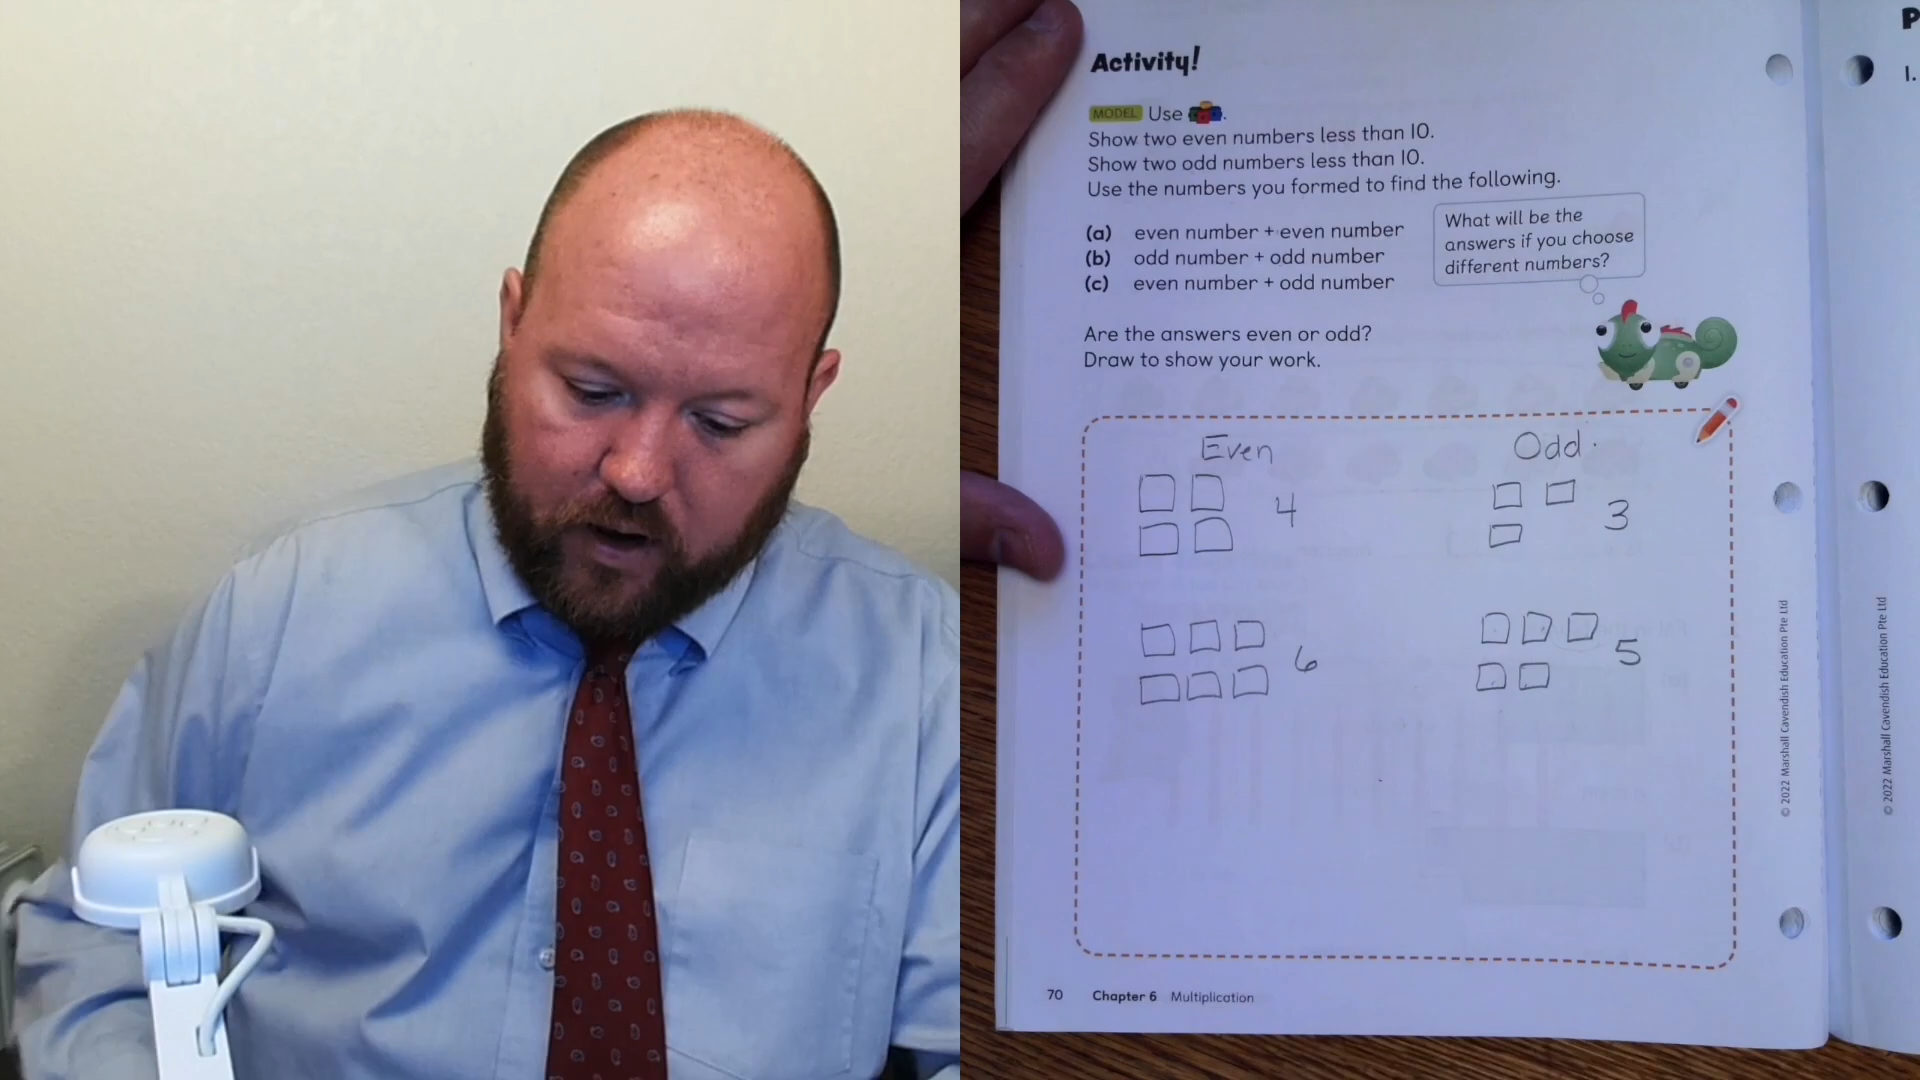 Activity!
MODEL Use .
Show two even numbers less than 10.
Show two odd numbers less than 10.
Use the numbers you formed to find the following.
(a) even number + even number
(b) odd number + odd number
(c) even number + odd number
What will be the
answers if you choose
different numbers?
Are the answers even or odd?
Draw to show your work.
Even Odd
4 3
6 5
70 Chapter 6 Multiplication
© 2022 Marshall Cavendish Education Pte Ltd
© 2022 Marshall Cavendish Education Pte Ltd
P
1.